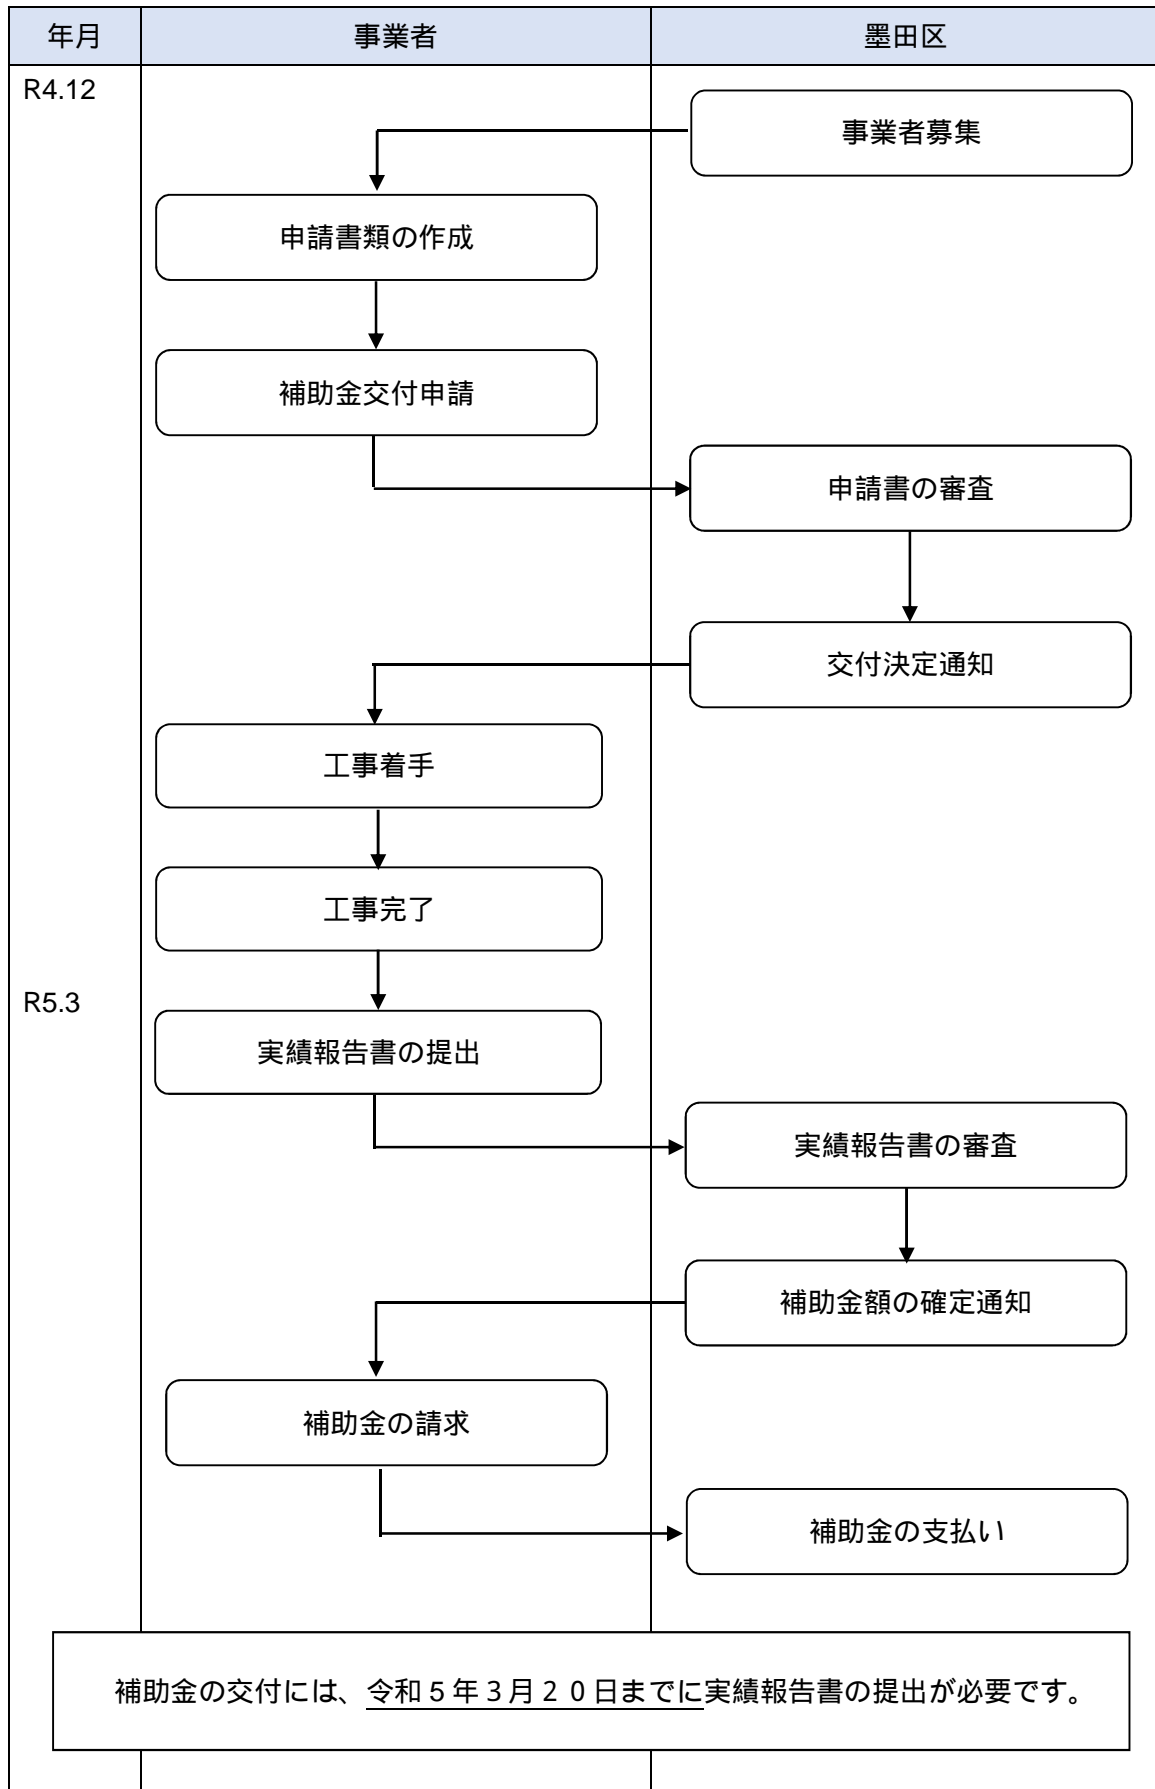 年月
事業者
墨田区
R4.12
事業者募集
申請書類の作成
補助金交付申請
申請書の審査
交付決定通知
工事着手
工事完了
R5.3
実績報告書の提出
実績報告書の審査
補助金額の確定通知
補助金の請求
補助金の支払い
補助金の交付には、令和5年3月20日までに実績報告書の提出が必要です。